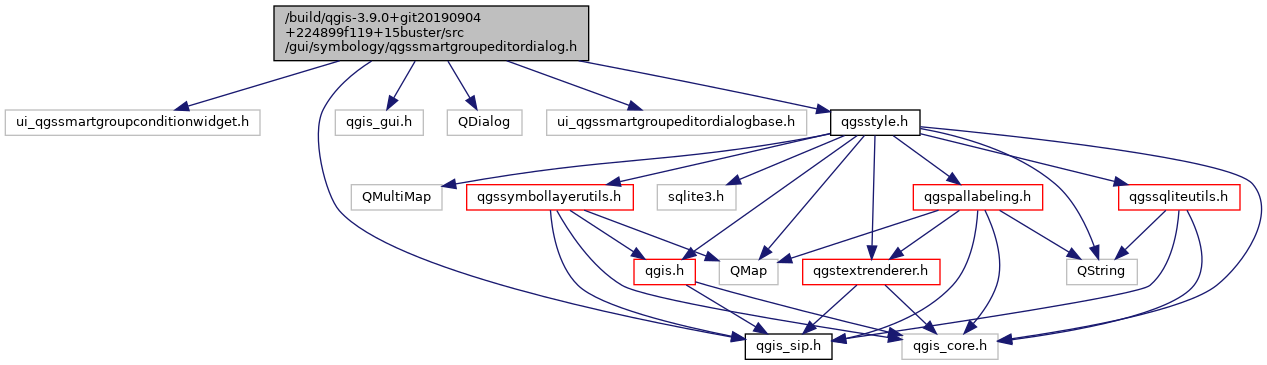 /build/qgis-3.9.0+git20190904
+224899f119+15buster/src
/gui/symbology/qgssmartgroupeditordialog.h
ui_qgssmartgroupconditionwidget.h
qgis_gui.h
QDialog
ui_qgssmartgroupeditordialogbase.h
qgsstyle.h
QMultiMap
qgssymbollayerutils.h
sqlite3.h
qgspallabeling.h
qgssqliteutils.h
qgis.h
QMap
qgstextrenderer.h
QString
qgis_sip.h
qgis_core.h